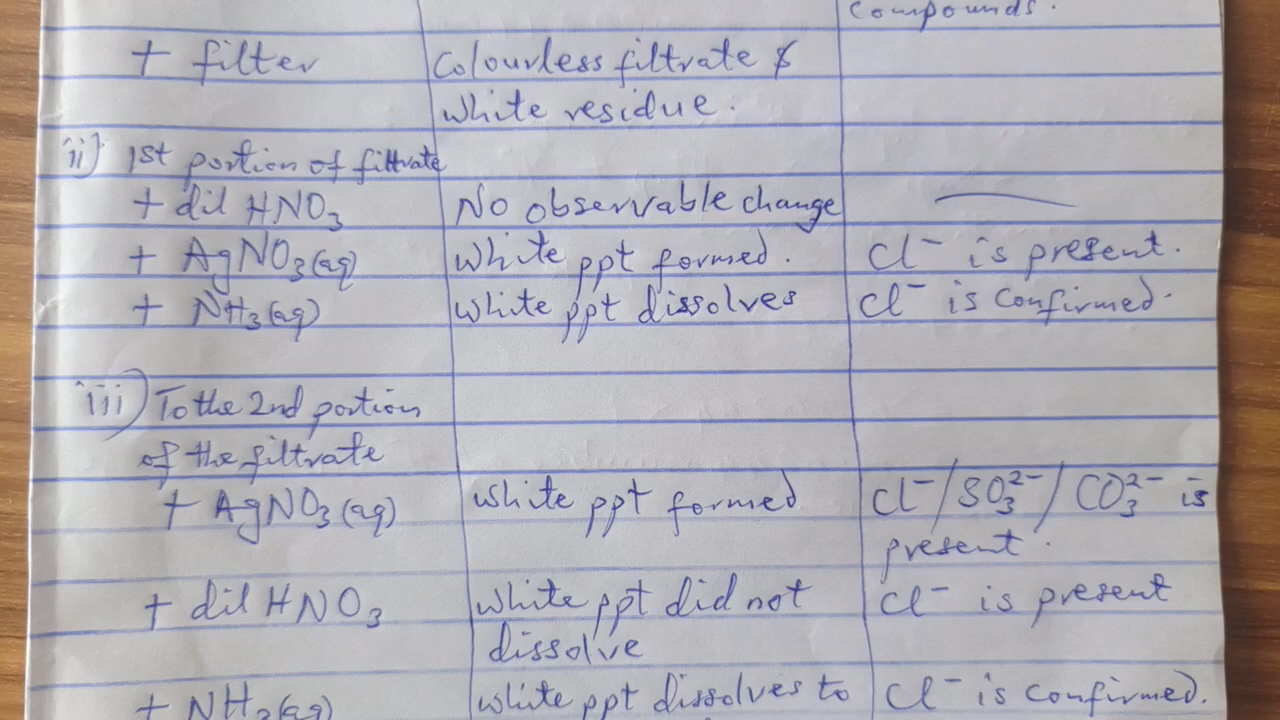 compounds.
+ filter Colourless filtrate &
white residue.
ii) 1st portion of filtrate
+ dil HNO₃ No observable change
+ AgNO₃(aq) White ppt formed. Cl⁻ is present.
+ NH₃(aq) White ppt dissolves Cl⁻ is confirmed.
iii) To the 2nd portion
of the filtrate
+ AgNO₃(aq) White ppt formed Cl⁻/SO₃²⁻/CO₃²⁻ is
present.
+ dil HNO₃ White ppt did not Cl⁻ is present
dissolve
+ NH₃(aq) White ppt dissolves to Cl⁻ is confirmed.